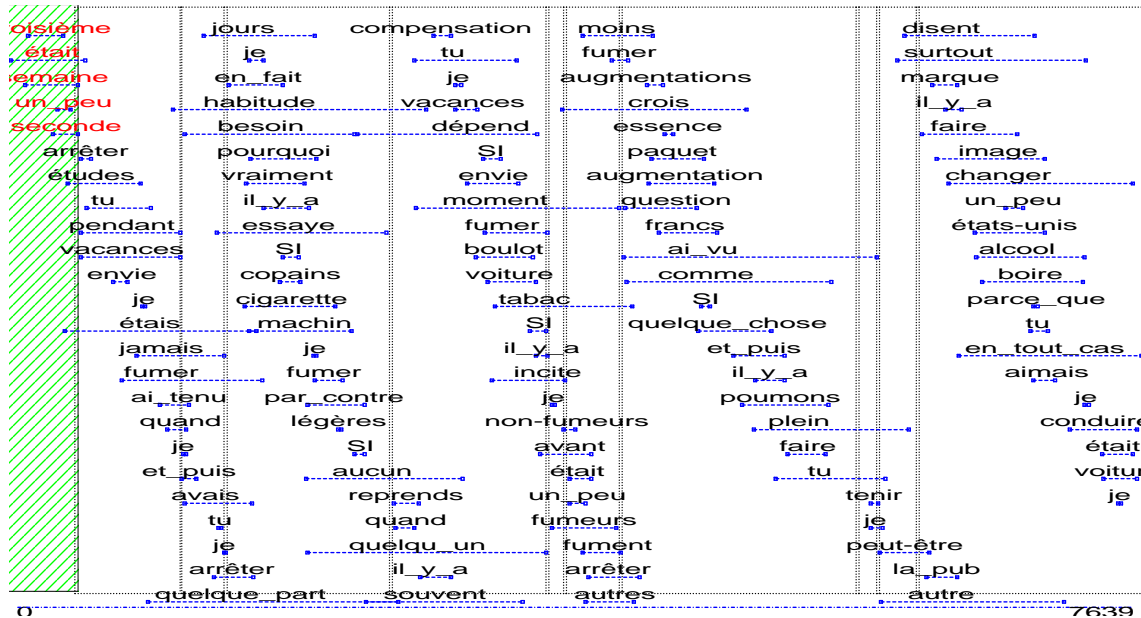 oisième jours compensation moins disent
était je tu fumer surtout
semaine en_fait je augmentations marque
un_peu habitude vacances crois il_y_a
seconde besoin dépend essence faire
arrêter pourquoi SI paquet image
études vraiment envie augmentation changer
tu il_y_a moment question un_peu
pendant essaye fumer francs états-unis
vacances SI boulot ai_vu alcool
envie copains voiture comme boire
je cigarette tabac SI parce_que
étais machin SI quelque_chose tu
jamais je il_y_a et_puis en_tout_cas
fumer fumer incite il_y_a aimais
ai_tenu par_contre je poumons je
quand légères non-fumeurs plein conduire
je SI avant faire était
et_puis aucun était tu voitur
avais reprends un_peu tenir je
tu quand fumeurs je
je quelqu_un fument peut-être
arrêter il_y_a arrêter la_pub
quelque_part souvent autres autre
0 7639